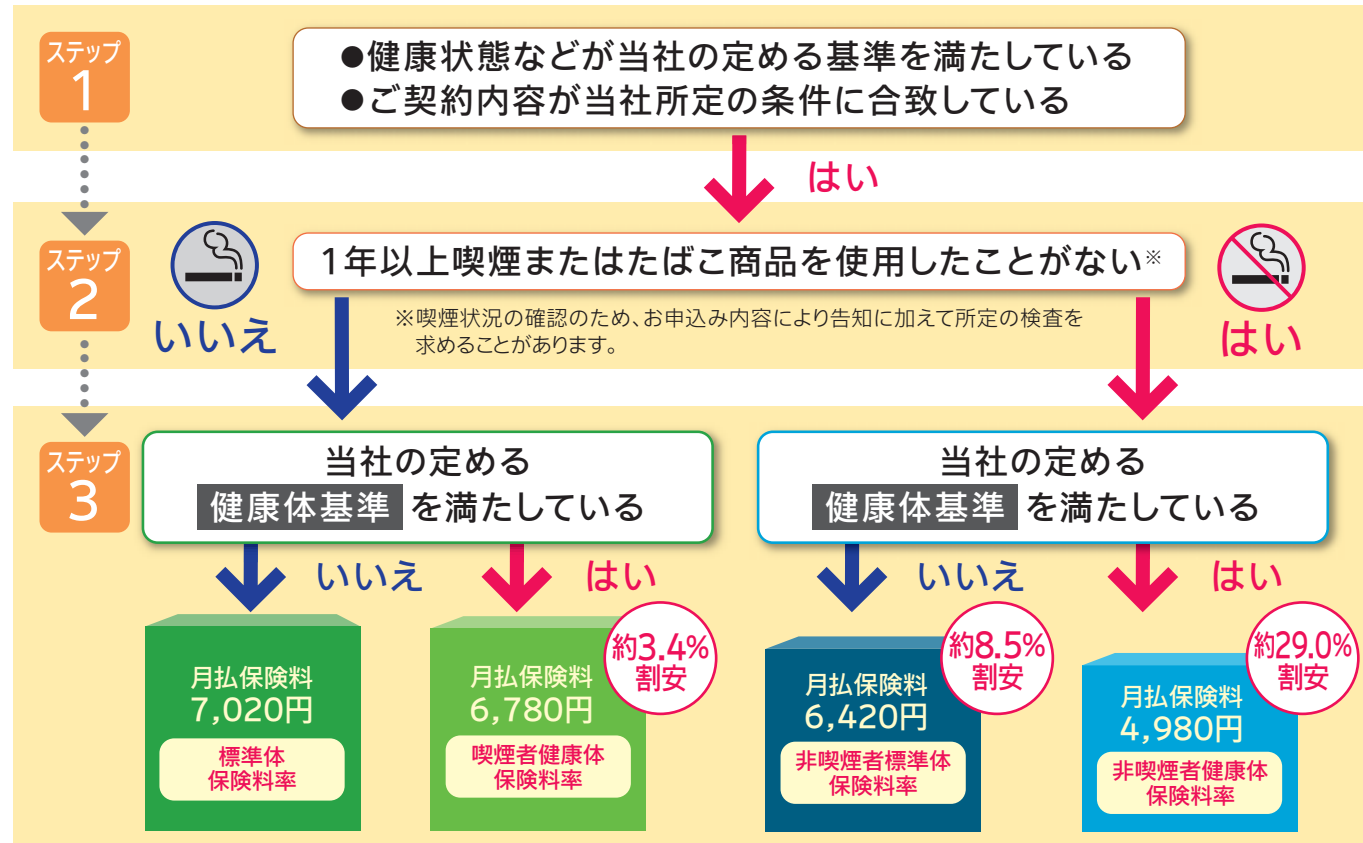 ステップ
1
●健康状態などが当社の定める基準を満たしている
●ご契約内容が当社所定の条件に合致している
はい
ステップ
2
いいえ
1年以上喫煙またはたばこ商品を使用したことがない※
※喫煙状況の確認のため、お申込み内容により告知に加えて所定の検査を
求めることがあります。
はい
ステップ
3
当社の定める
健康体基準 を満たしている
当社の定める
健康体基準 を満たしている
いいえ
はい
いいえ
はい
月払保険料
7,020円
標準体
保険料率
約3.4%
割安
月払保険料
6,780円
喫煙者健康体
保険料率
約8.5%
割安
月払保険料
6,420円
非喫煙者標準体
保険料率
約29.0%
割安
月払保険料
4,980円
非喫煙者健康体
保険料率